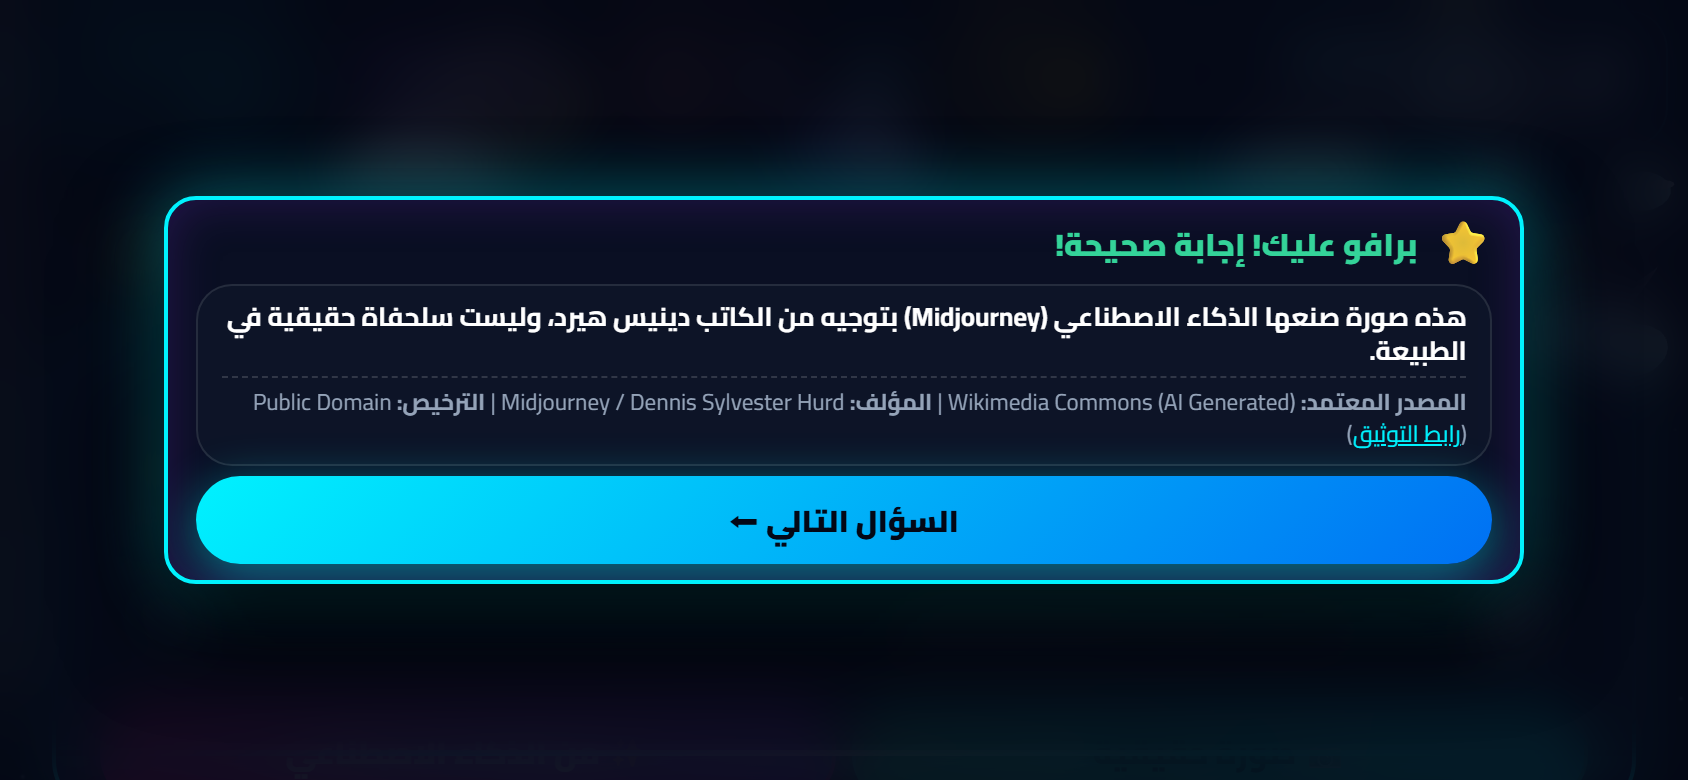 برافو عليك! إجابة صحيحة!
هذه صورة صنعها الذكاء الاصطناعي (Midjourney) بتوجيه من الكاتب دينيس هيرد، وليست سلحفاة حقيقية في
الطبيعة.
المصدر المعتمد: Wikimedia Commons (AI Generated) | المؤلف: Midjourney / Dennis Sylvester Hurd | الترخيص: Public Domain
(رابط التوثيق)
السؤال التالي ←